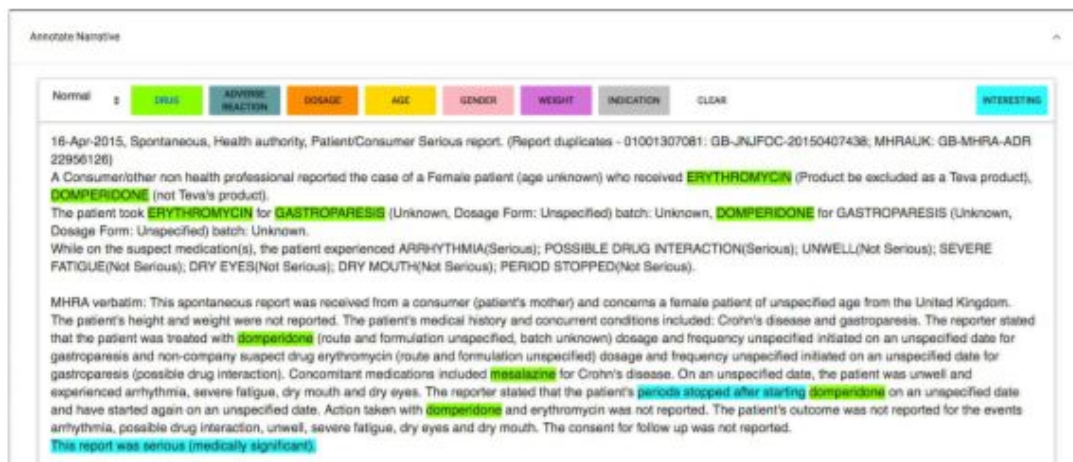 Annotate Narrative
Normal DRUG ADVERSE REACTION DOSAGE AGE GENDER WEIGHT INDICATION CLEAR INTERESTING
16-Apr-2015, Spontaneous, Health authority, Patient/Consumer Serious report. (Report duplicates - 01001307081: GB-JNJFOC-20150407438; MHRAUK: GB-MHRA-ADR
22956126)
A Consumer/other non health professional reported the case of a Female patient (age unknown) who received ERYTHROMYCIN (Product be excluded as a Teva product),
DOMPERIDONE (not Teva's product).
The patient took ERYTHROMYCIN for GASTROPARESIS (Unknown, Dosage Form: Unspecified) batch: Unknown, DOMPERIDONE for GASTROPARESIS (Unknown,
Dosage Form: Unspecified) batch: Unknown.
While on the suspect medication(s), the patient experienced ARRHYTHMIA(Serious); POSSIBLE DRUG INTERACTION(Serious); UNWELL(Not Serious); SEVERE
FATIGUE(Not Serious); DRY EYES(Not Serious); DRY MOUTH(Not Serious); PERIOD STOPPED(Not Serious).
MHRA verbatim: This spontaneous report was received from a consumer (patient's mother) and concerns a female patient of unspecified age from the United Kingdom.
The patient's height and weight were not reported. The patient's medical history and concurrent conditions included: Crohn's disease and gastroparesis. The reporter stated
that the patient was treated with domperidone (route and formulation unspecified, batch unknown) dosage and frequency unspecified initiated on an unspecified date for
gastroparesis and non-company suspect drug erythromycin (route and formulation unspecified) dosage and frequency unspecified initiated on an unspecified date for
gastroparesis (possible drug interaction). Concomitant medications included mesalazine for Crohn's disease. On an unspecified date, the patient was unwell and
experienced arrhythmia, severe fatigue, dry mouth and dry eyes. The reporter stated that the patient's periods stopped after starting domperidone on an unspecified date
and have started again on an unspecified date. Action taken with domperidone and erythromycin was not reported. The patient's outcome was not reported for the events
arrhythmia, possible drug interaction, unwell, severe fatigue, dry eyes and dry mouth. The consent for follow up was not reported.
This report was serious (medically significant).